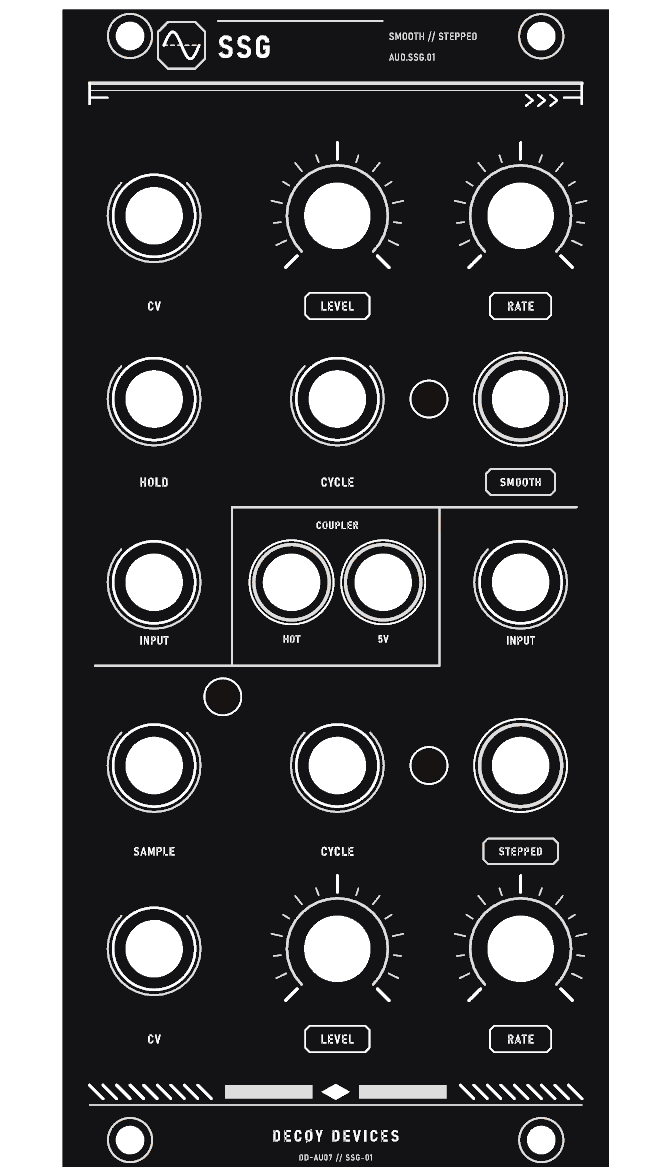 SSG
SMOOTH // STEPPED
AUD.SSG.01
>>>
CV
LEVEL
RATE
HOLD
CYCLE
SMOOTH
COUPLER
INPUT
HOT
5V
INPUT
SAMPLE
CYCLE
STEPPED
CV
LEVEL
RATE
DECOY DEVICES
DD-AU07 // SSG-01